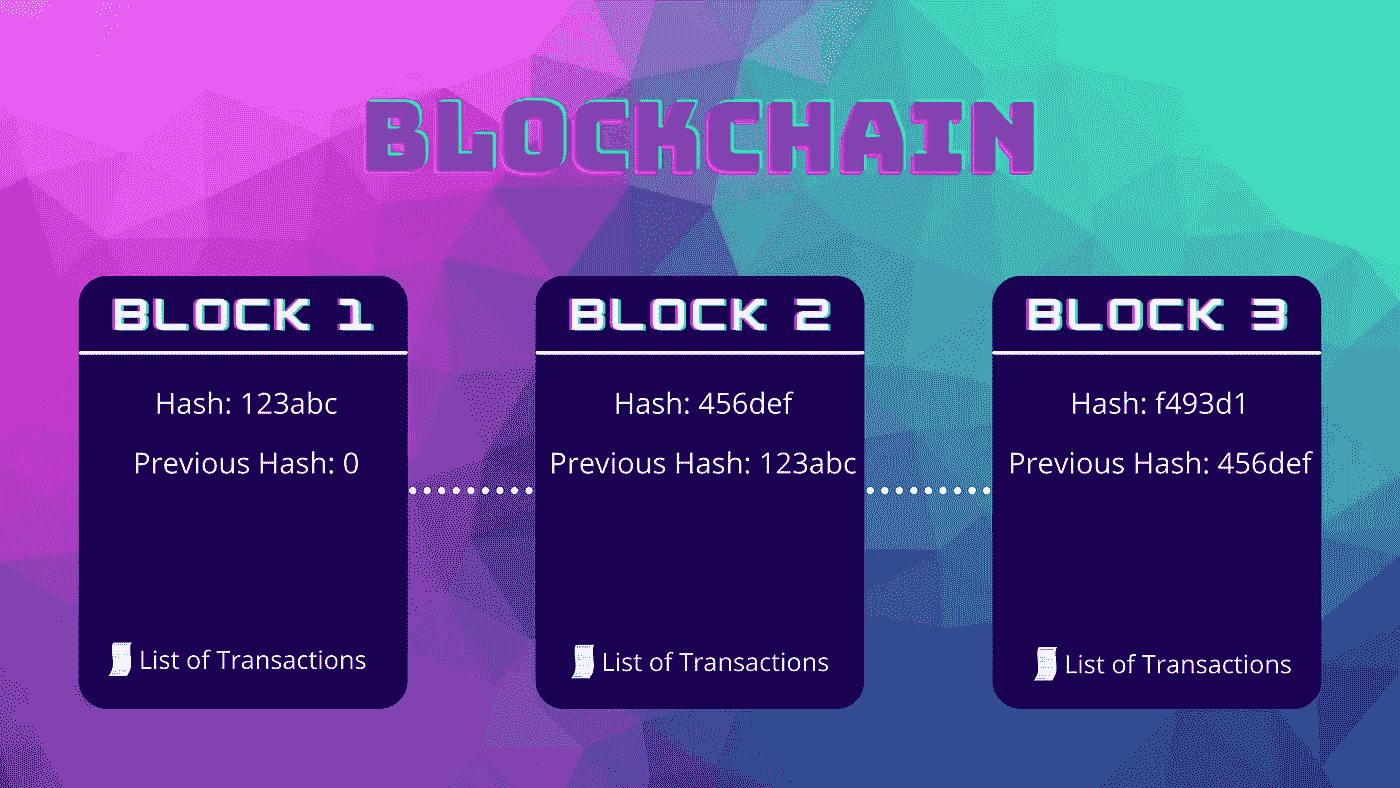 BLOCKCHAIN
BLOCK 1
Hash: 123abc
Previous Hash: 0
List of Transactions
BLOCK 2
Hash: 456def
Previous Hash: 123abc
List of Transactions
BLOCK 3
Hash: f493d1
Previous Hash: 456def
List of Transactions